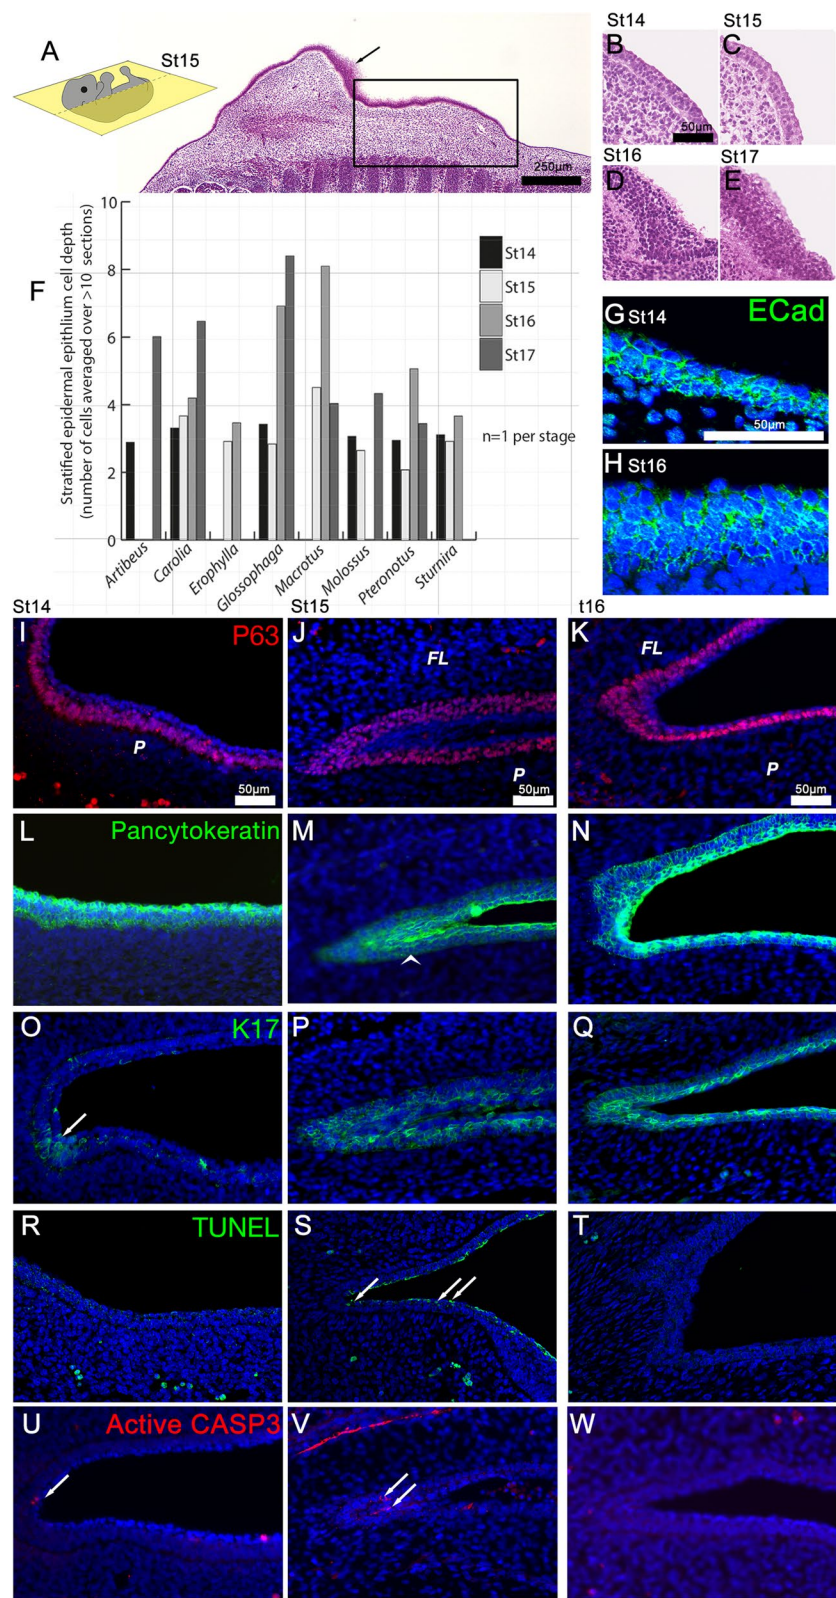 A
St15
250µm
St14
St15
B
C
50µm
St16
St17
D
E
F
Stratified epidermal epithlium cell depth
(number of cells averaged over >10 sections)
10
8
6
4
2
0
St14
St15
St16
St17
n=1 per stage
Artibeus
Carolia
Erophylla
Glossophaga
Macrotus
Molossus
Pteronotus
Sturnira
G St14
ECad
50µm
H St16
St14
St15
t16
I
P63
P
50µm
J
FL
P
50µm
K
FL
P
50µm
L
Pancytokeratin
M
N
O
K17
P
Q
R
TUNEL
S
T
U
Active CASP3
V
W